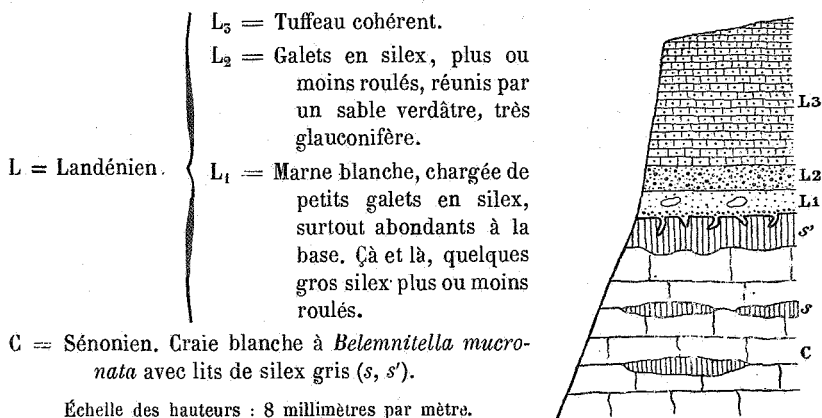 L₃ = Tuffeau cohérent.
L₂ = Galets en silex, plus ou
moins roulés, réunis par
un sable verdâtre, très
glauconifère.
L = Landénien.
L₁ = Marne blanche, chargée de
petits galets en silex,
surtout abondants à la
base. Çà et là, quelques
gros silex plus ou moins
roulés.
C = Sénonien. Craie blanche à Belemnitella mucro-
nata avec lits de silex gris (s, s').
Échelle des hauteurs : 8 millimètres par mètre.
L3
L2
L1
s'
s
C